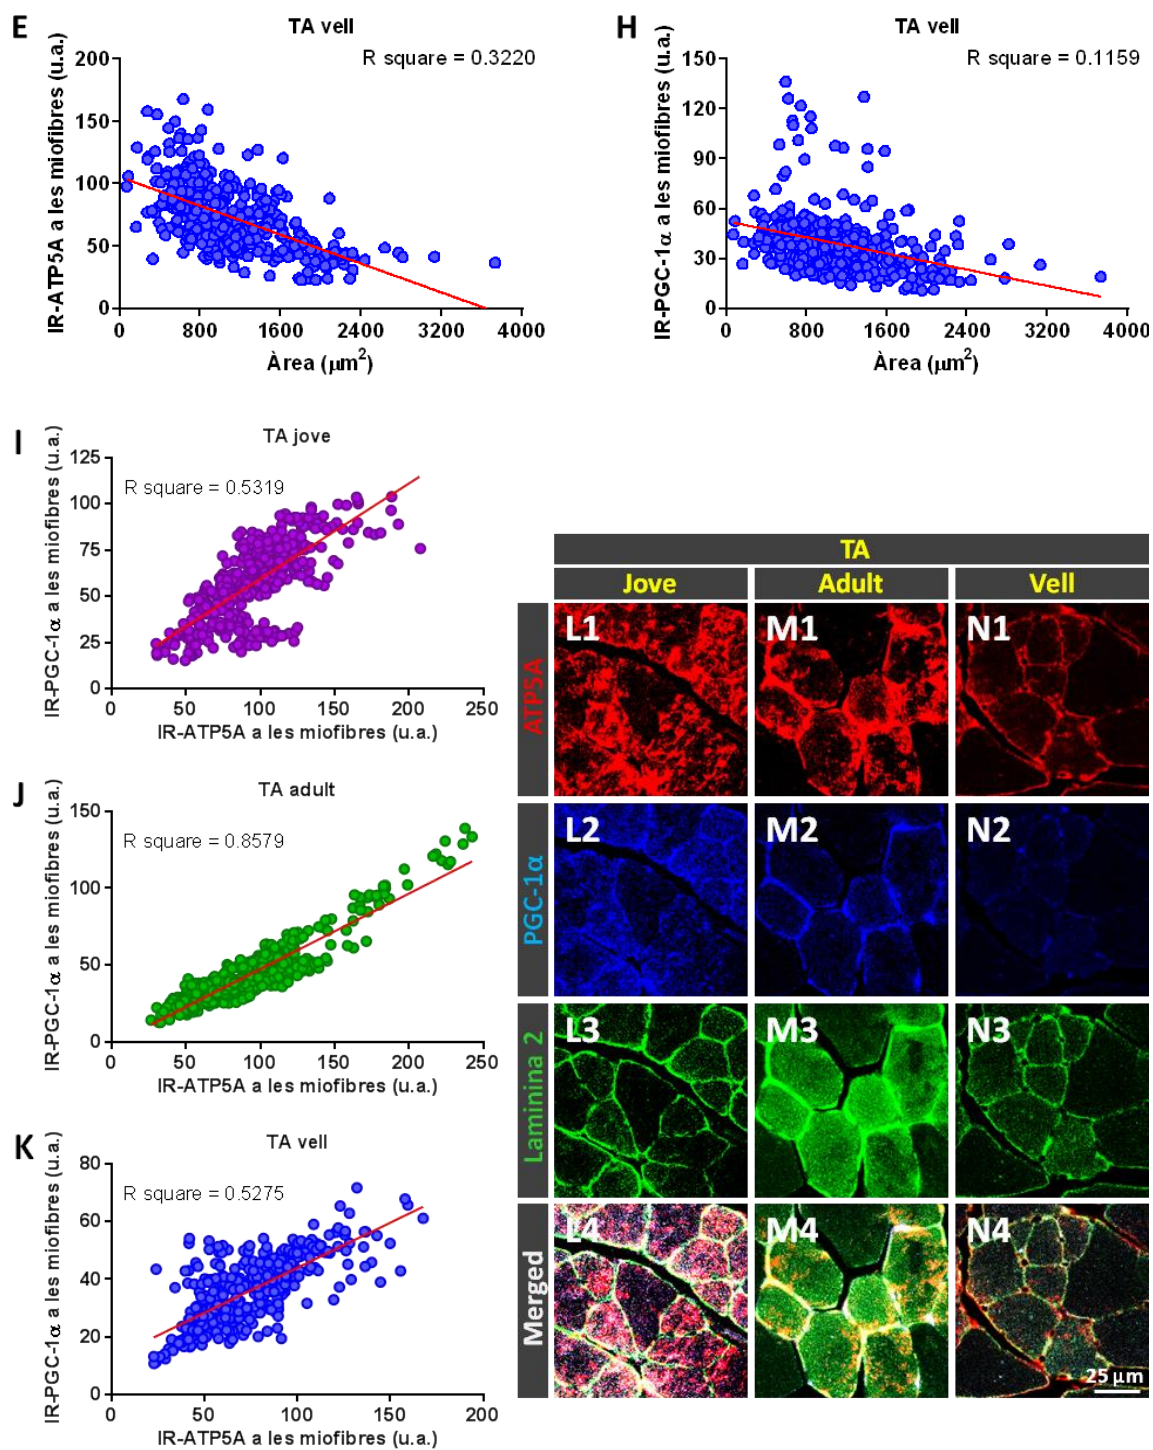 E
TA vell
R square = 0.3220
IR-ATP5A a les miofibres (u.a.)
200
150
100
50
0
0 800 1600 2400 3200 4000
Àrea (μm²)
H
TA vell
R square = 0.1159
IR-PGC-1α a les miofibres (u.a.)
150
120
90
60
30
0
0 800 1600 2400 3200 4000
Àrea (μm²)
I
TA jove
R square = 0.5319
IR-PGC-1α a les miofibres (u.a.)
125
100
75
50
25
0
0 50 100 150 200 250
IR-ATP5A a les miofibres (u.a.)
J
TA adult
R square = 0.8579
IR-PGC-1α a les miofibres (u.a.)
150
100
50
0
0 50 100 150 200 250
IR-ATP5A a les miofibres (u.a.)
K
TA vell
R square = 0.5275
IR-PGC-1α a les miofibres (u.a.)
80
60
40
20
0
0 50 100 150 200
IR-ATP5A a les miofibres (u.a.)
TA
Jove Adult Vell
ATP5A
L1 M1 N1
PGC-1α
L2 M2 N2
Laminina 2
L3 M3 N3
Merged
L4 M4 N4
25 μm